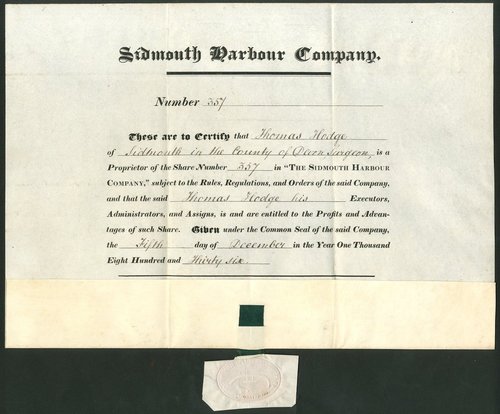 Sidmouth Harbour Company.
Number 357
These are to Certify that Thomas Hodge
of Sidmouth in the County of Devon Surgeon, is a
Proprietor of the Share Number 357 in "THE SIDMOUTH HARBOUR
COMPANY," subject to the Rules, Regulations, and Orders of the said Company,
and that the said Thomas Hodge his Executors,
Administrators, and Assigns, is and are entitled to the Profits and Advan-
tages of such Share. Given under the Common Seal of the said Company,
the Fifth day of December in the Year One Thousand
Eight Hundred and Thirty six